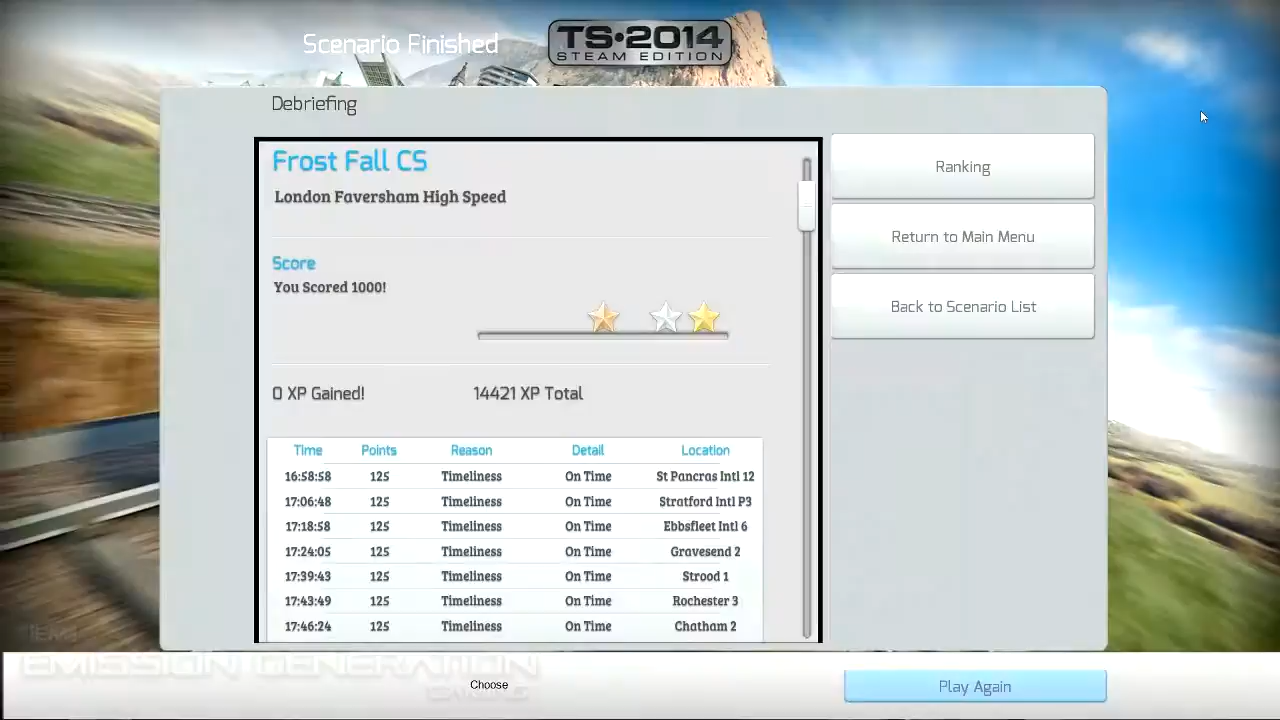 Scenario Finished
TS•2014
STEAM EDITION
Debriefing
Frost Fall CS
London Faversham High Speed
Score
You Scored 1000!
0 XP Gained!
14421 XP Total
Time Points Reason Detail Location
16:58:58 125 Timeliness On Time St Pancras Intl 12
17:06:48 125 Timeliness On Time Stratford Intl P3
17:18:58 125 Timeliness On Time Ebbsfleet Intl 6
17:24:05 125 Timeliness On Time Gravesend 2
17:39:43 125 Timeliness On Time Strood 1
17:43:49 125 Timeliness On Time Rochester 3
17:46:24 125 Timeliness On Time Chatham 2
Ranking
Return to Main Menu
Back to Scenario List
EMISSION GENERATION
Choose
Play Again